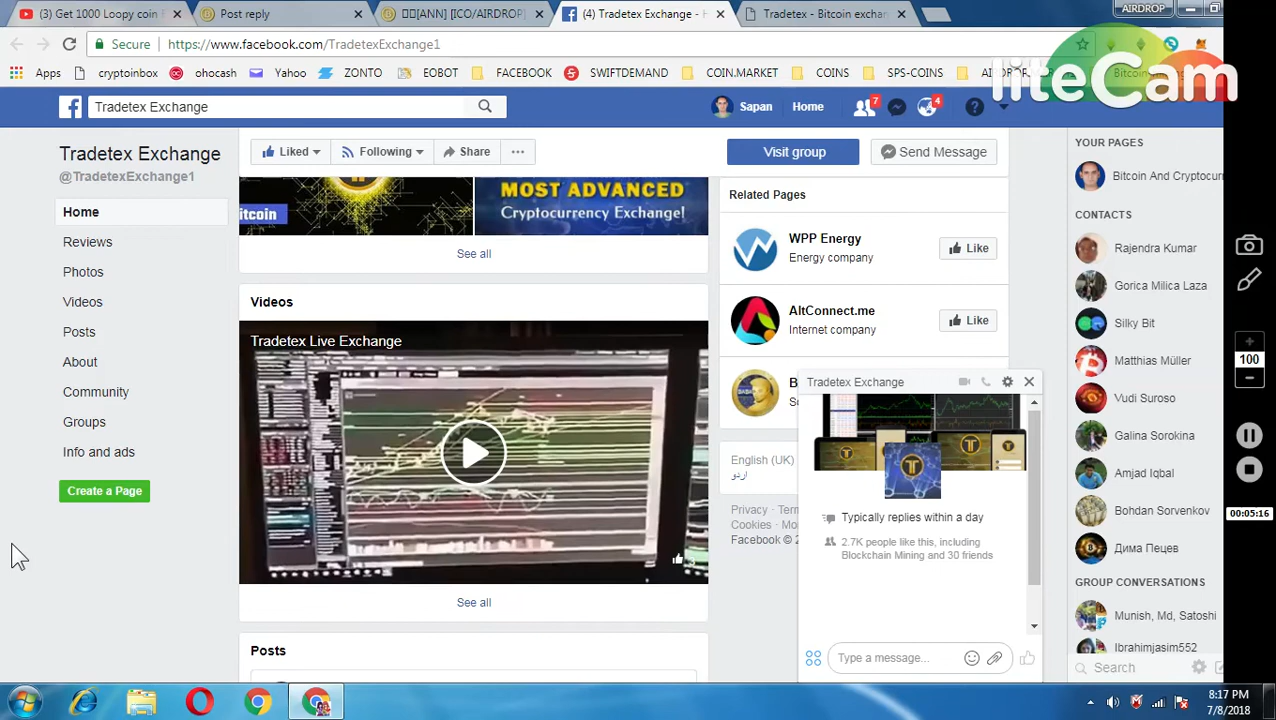 (3) Get 1000 Loopy coin
Post reply
[ANN] [ICO/AIRDROP]
(4) Tradetex Exchange - H
Tradetex - Bitcoin exchan
AIRDROP
Secure
https://www.facebook.com/TradetexExchange1
Apps
cryptoinbox
ohocash
Yahoo
ZONTO
EOBOT
FACEBOOK
SWIFTDEMAND
COIN.MARKET
COINS
SPS-COINS
liteCam
Tradetex Exchange
Sapan
Home
7
4
Tradetex Exchange
@TradetexExchange1
Liked
Following
Share
Visit group
Send Message
Home
Reviews
Photos
Videos
Posts
About
Community
Groups
Info and ads
Create a Page
itcoin
MOST ADVANCED
Cryptocurrency Exchange!
See all
Videos
Tradetex Live Exchange
See all
Posts
Related Pages
WPP Energy
Energy company
Like
AltConnect.me
Internet company
Like
English (UK)
اردو
Privacy
Cookies
Facebook ©
Tradetex Exchange
Typically replies within a day
2.7K people like this, including
Blockchain Mining and 30 friends
Type a message...
YOUR PAGES
Bitcoin And Cryptocurr
CONTACTS
Rajendra Kumar
Gorica Milica Laza
Silky Bit
Matthias Müller
Vudi Suroso
Galina Sorokina
Amjad Iqbal
Bohdan Sorvenkov
Дима Пецев
GROUP CONVERSATIONS
Munish, Md, Satoshi
Ibrahimjasim552
Search
100
00:05:16
8:17 PM
7/8/2018